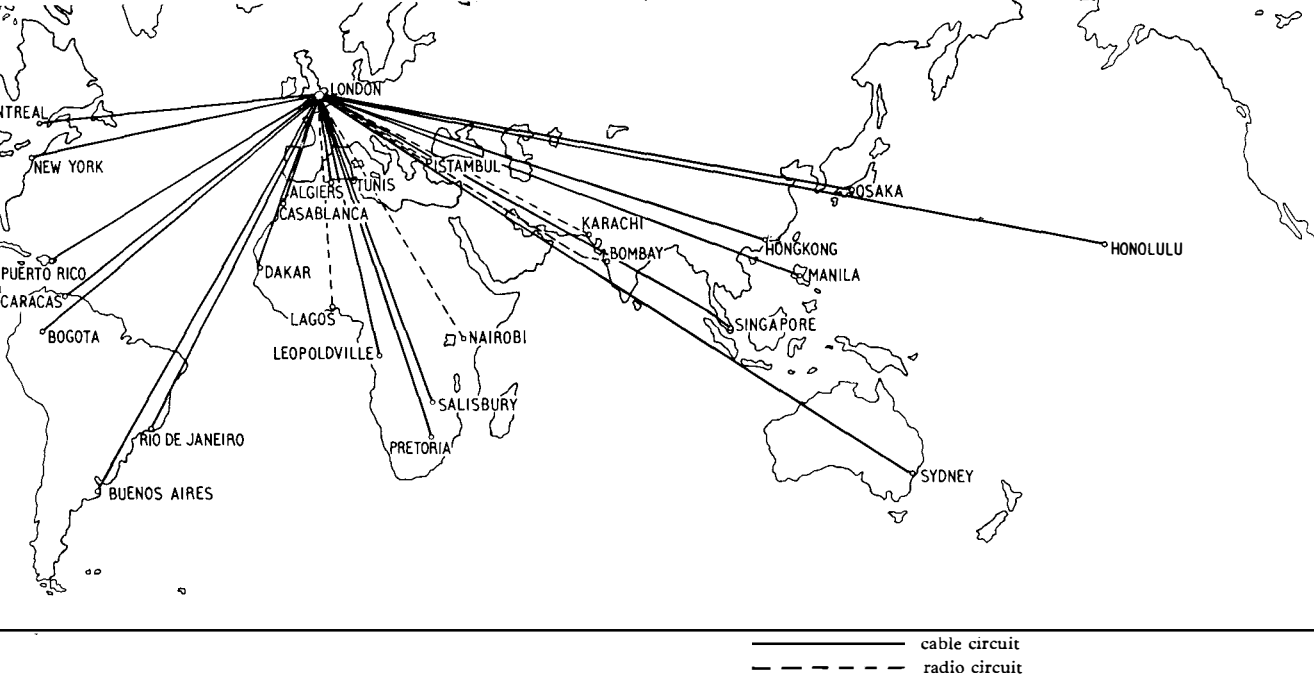 LONDON
NTREAL
NEW YORK
ISTAMBUL
ALGIERS
TUNIS
CASABLANCA
OSAKA
KARACHI
HONGKONG
HONOLULU
BOMBAY
MANILA
PUERTO RICO
DAKAR
CARACAS
LAGOS
SINGAPORE
BOGOTA
NAIROBI
LEOPOLDVILLE
SALISBURY
RIO DE JANEIRO
PRETORIA
SYDNEY
BUENOS AIRES
cable circuit
radio circuit